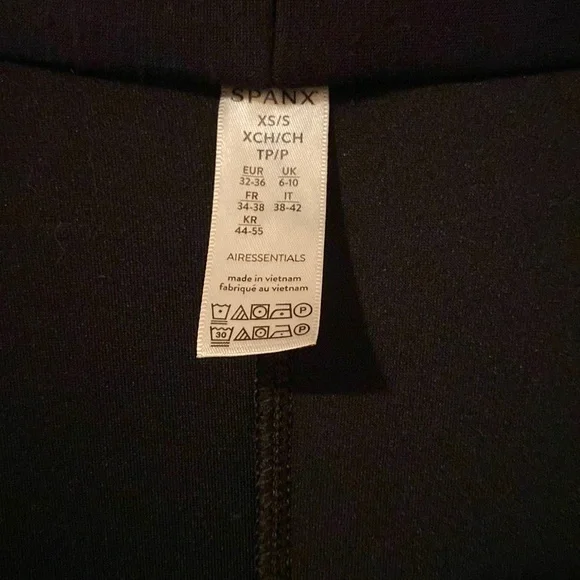 SPANX
XS/S
XCH/CH
TP/P
EUR UK
32-36 6-10
FR IT
34-38 38-42
KR
44-55
AIRESSENTIALS
made in vietnam
fabriqué au vietnam
P
30 P